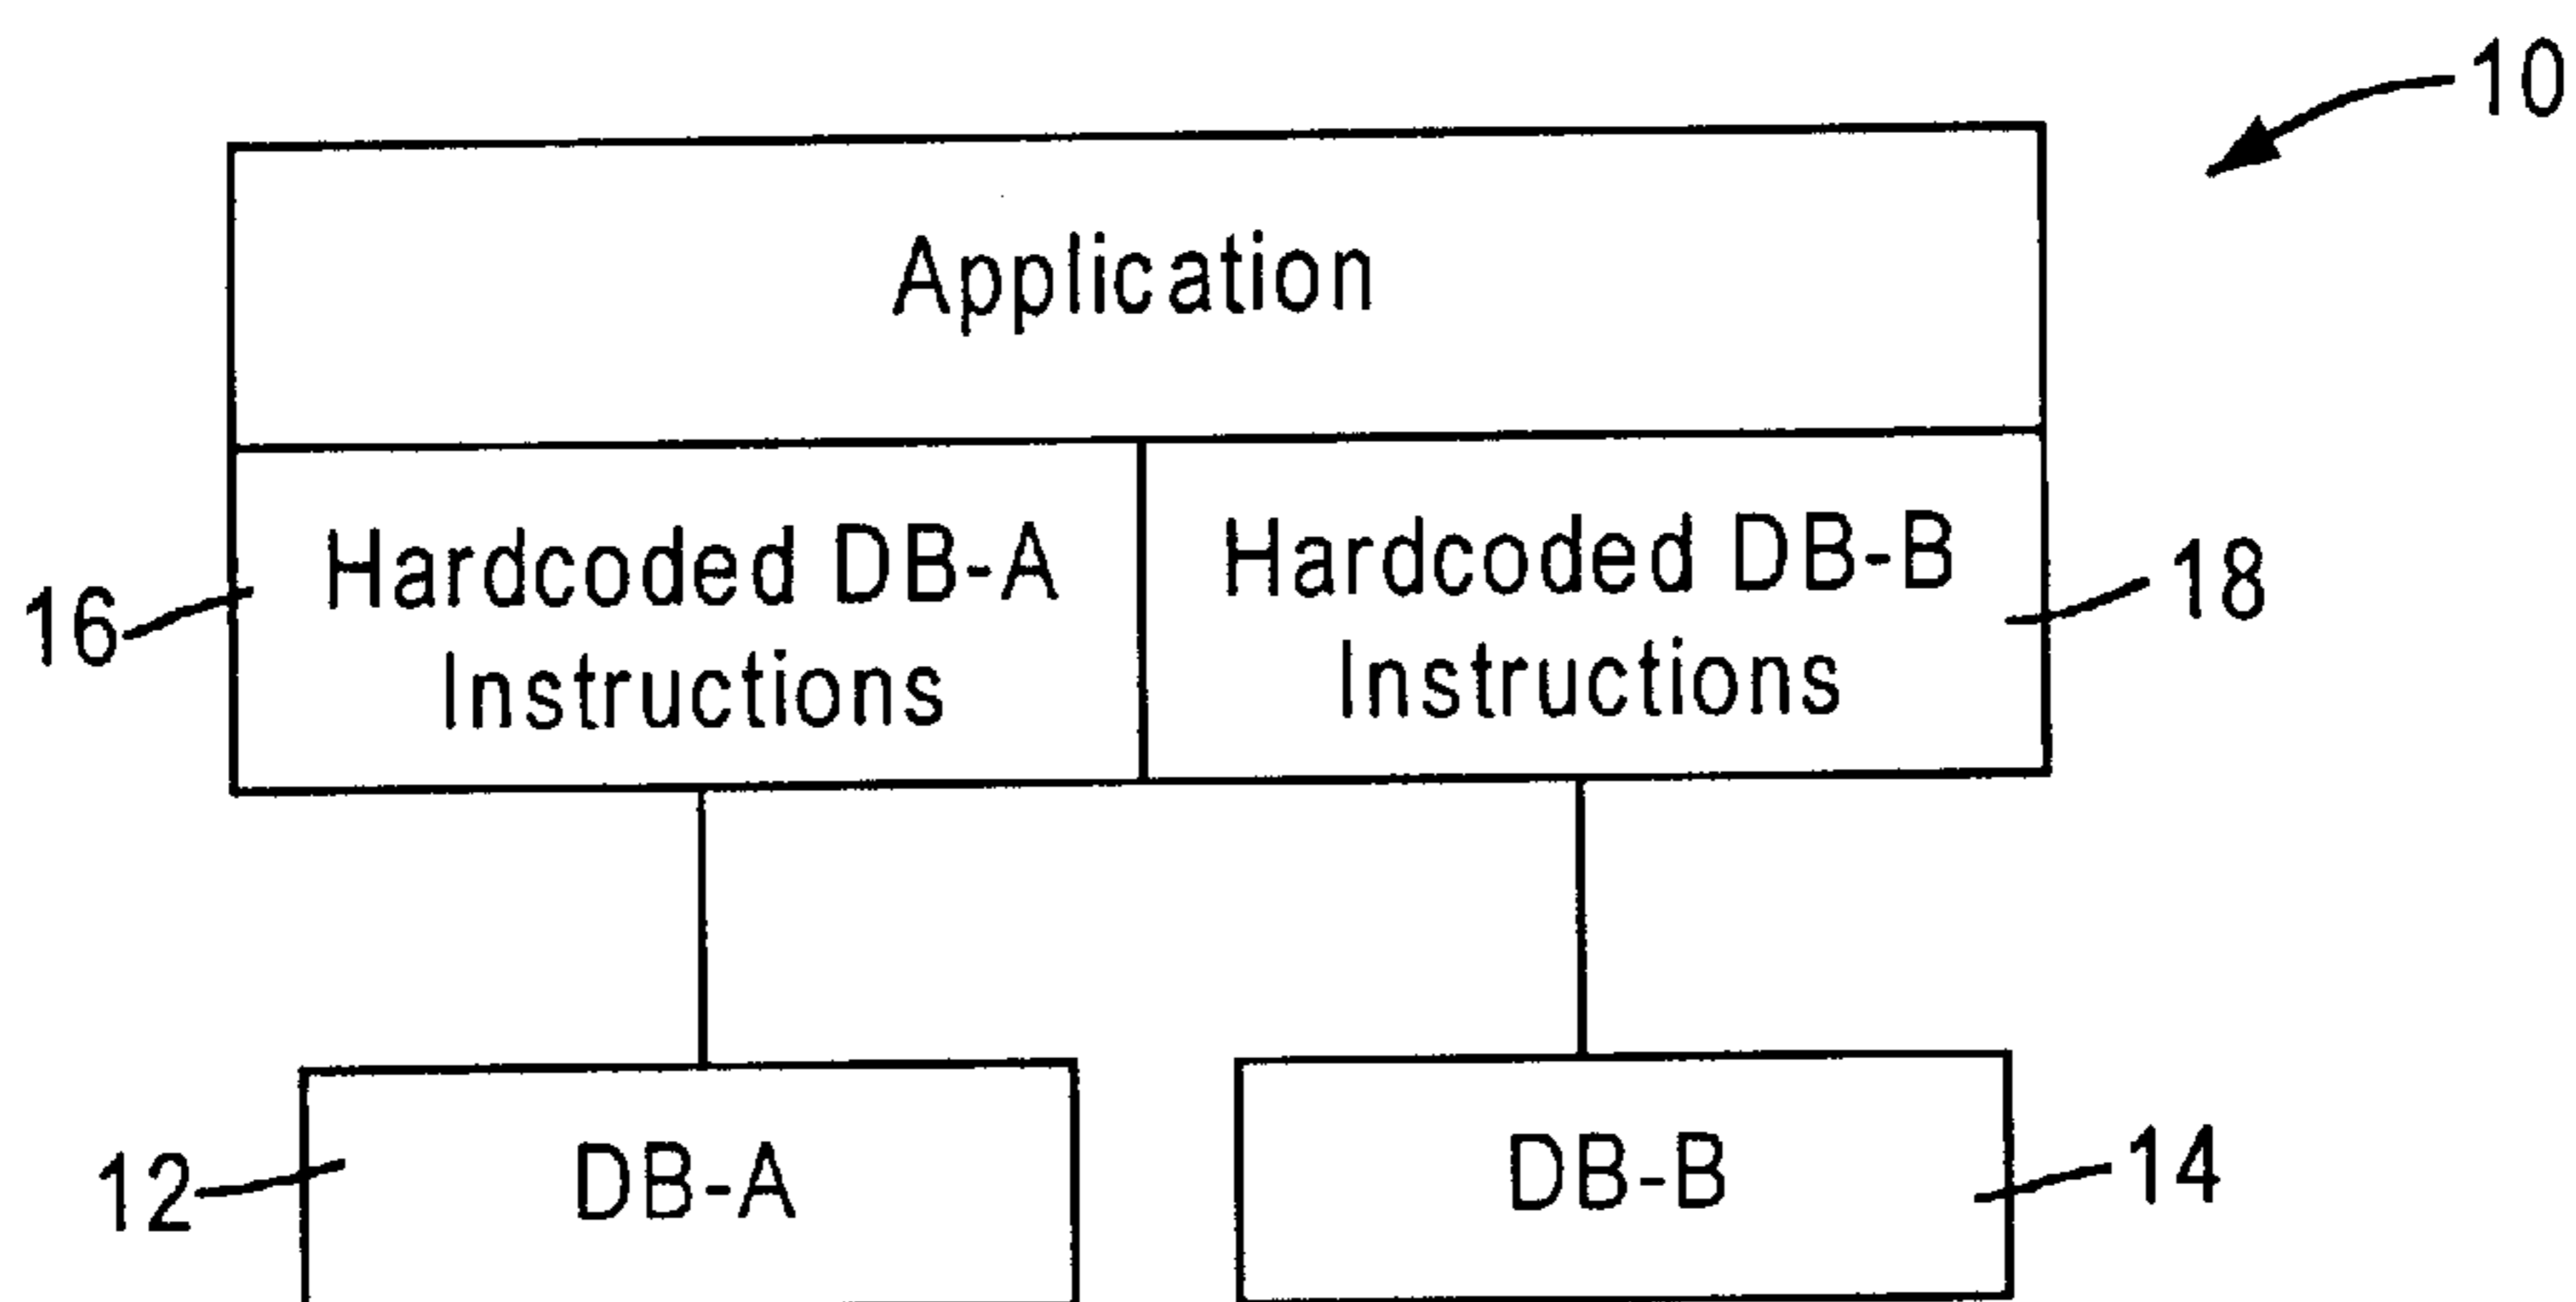 10
Application
Hardcoded DB-A
Instructions
Hardcoded DB-B
Instructions
16
18
12
DB-A
DB-B
14